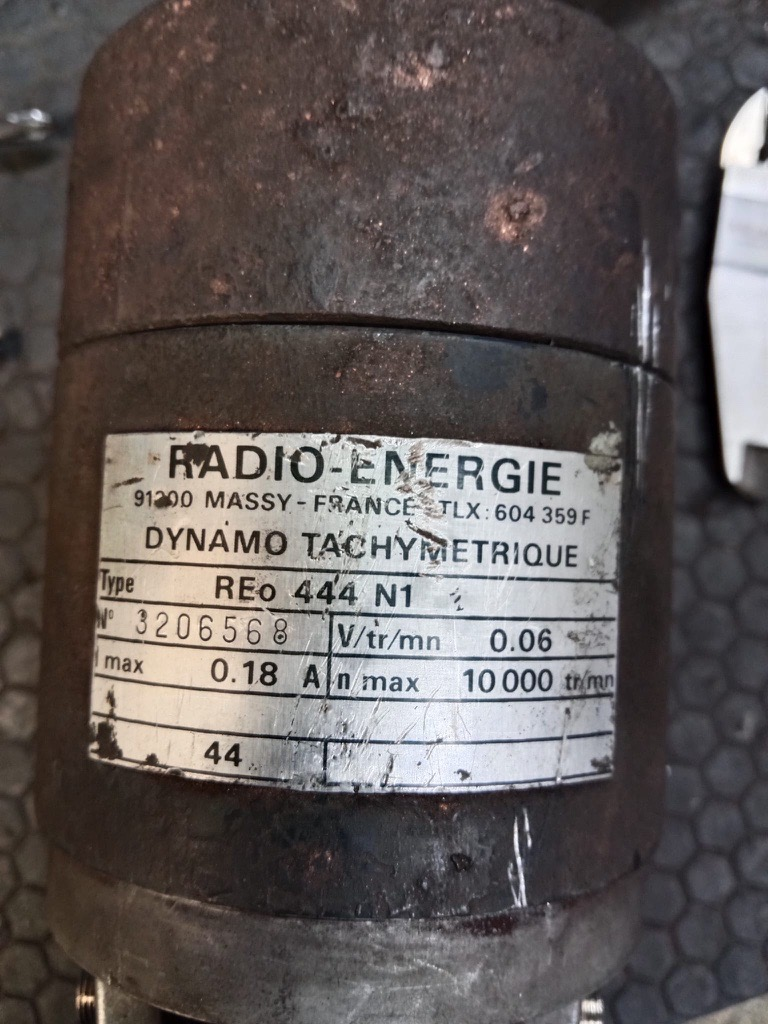 RADIO-ENERGIE
91300 MASSY - FRANCE TLX: 604 359 F
DYNAMO TACHYMETRIQUE
Type REo 444 N1
N° 3206568 V/tr/mn 0.06
I max 0.18 A n max 10 000 tr/mn
44